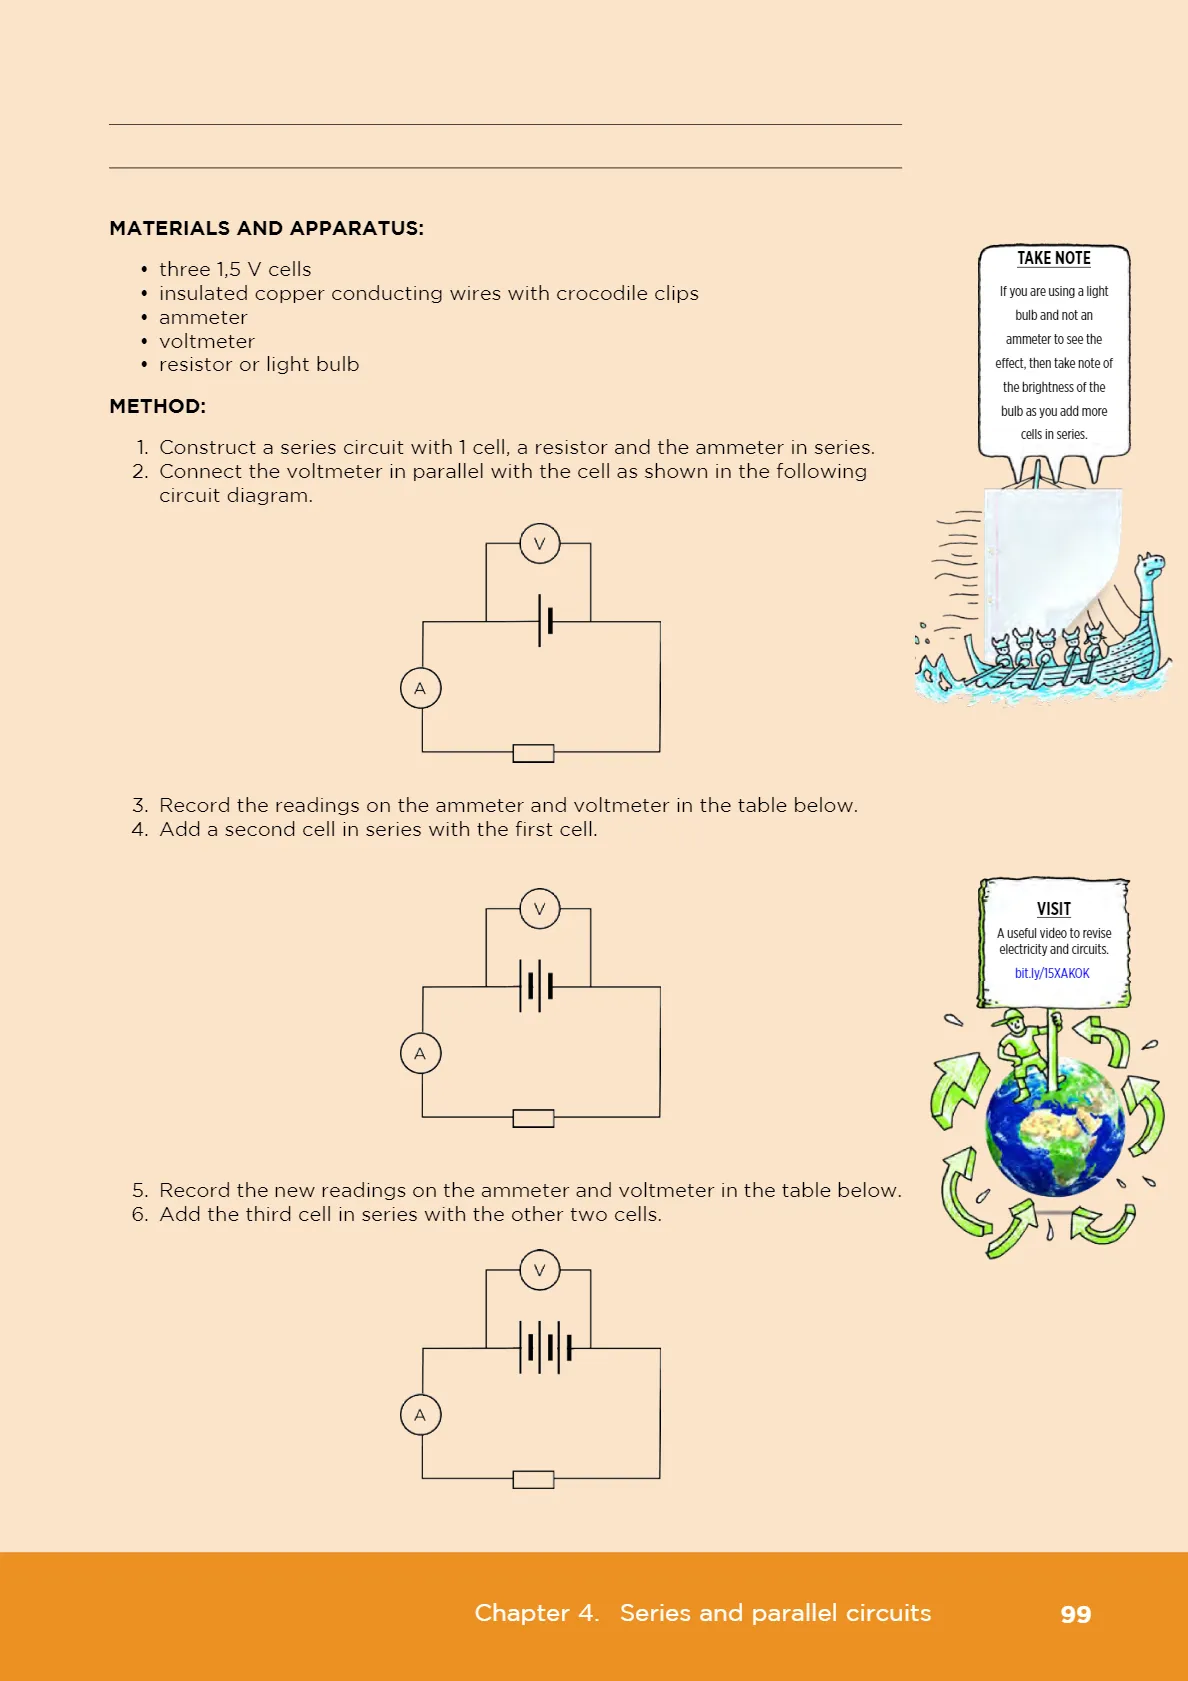 MATERIALS AND APPARATUS:
• three 1,5 V cells
• insulated copper conducting wires with crocodile clips
• ammeter
• voltmeter
• resistor or light bulb
METHOD:
1. Construct a series circuit with 1 cell, a resistor and the ammeter in series.
2. Connect the voltmeter in parallel with the cell as shown in the following
circuit diagram.
V
A
3. Record the readings on the ammeter and voltmeter in the table below.
4. Add a second cell in series with the first cell.
V
A
5. Record the new readings on the ammeter and voltmeter in the table below.
6. Add the third cell in series with the other two cells.
V
A
TAKE NOTE
If you are using a light
bulb and not an
ammeter to see the
effect, then take note of
the brightness of the
bulb as you add more
cells in series.
VISIT
A useful video to revise
electricity and circuits.
bit.ly/15XAKOK
Chapter 4. Series and parallel circuits 99